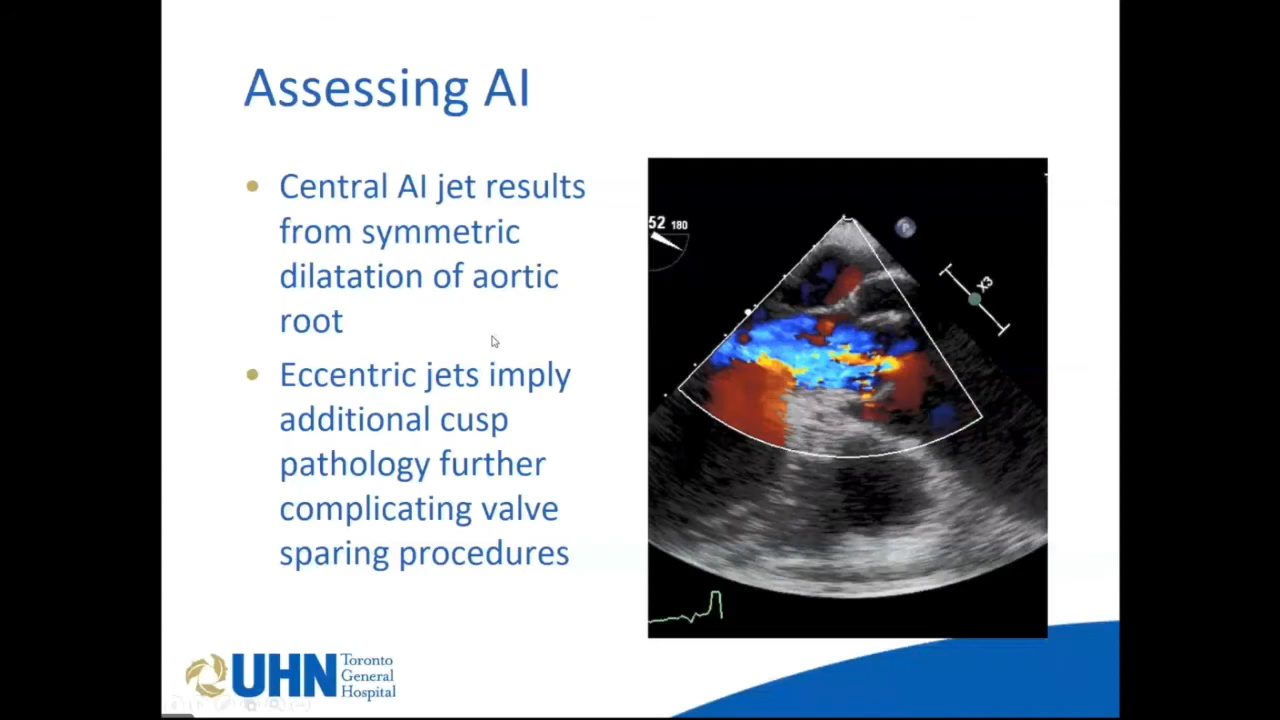 Assessing AI
• Central AI jet results
from symmetric
dilatation of aortic
root
• Eccentric jets imply
additional cusp
pathology further
complicating valve
sparing procedures
52 180
P
X3
UHN Toronto
General
Hospital